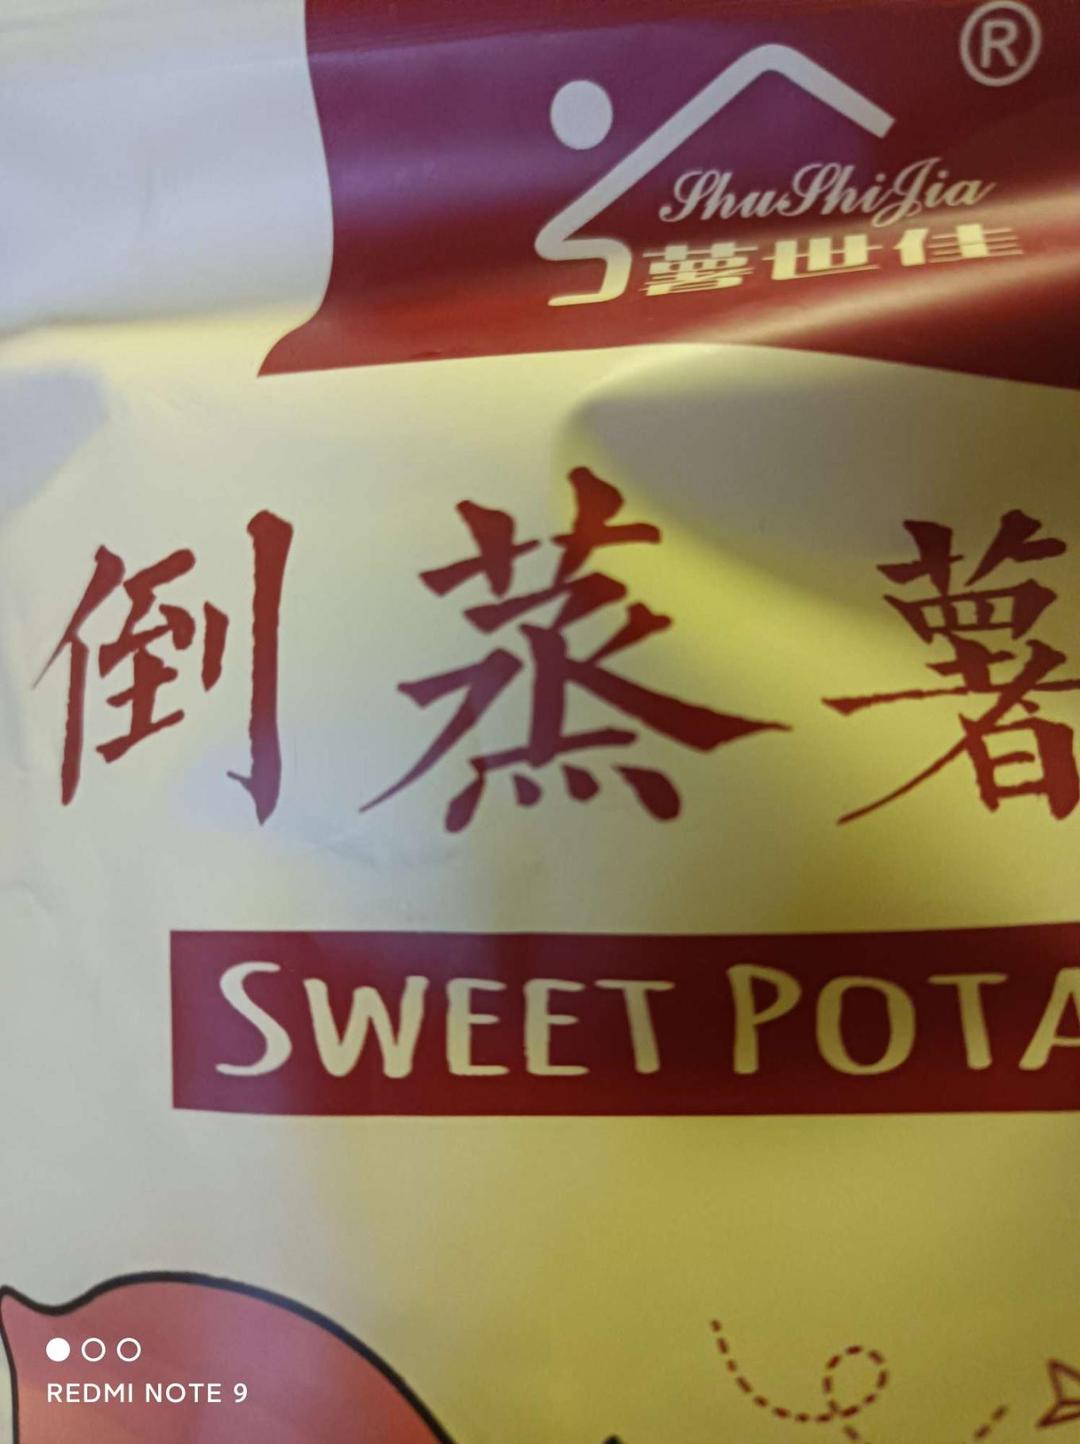 ®
ShuShiJia
薯世佳
倒蒸薯
SWEET POTA
REDMI NOTE 9